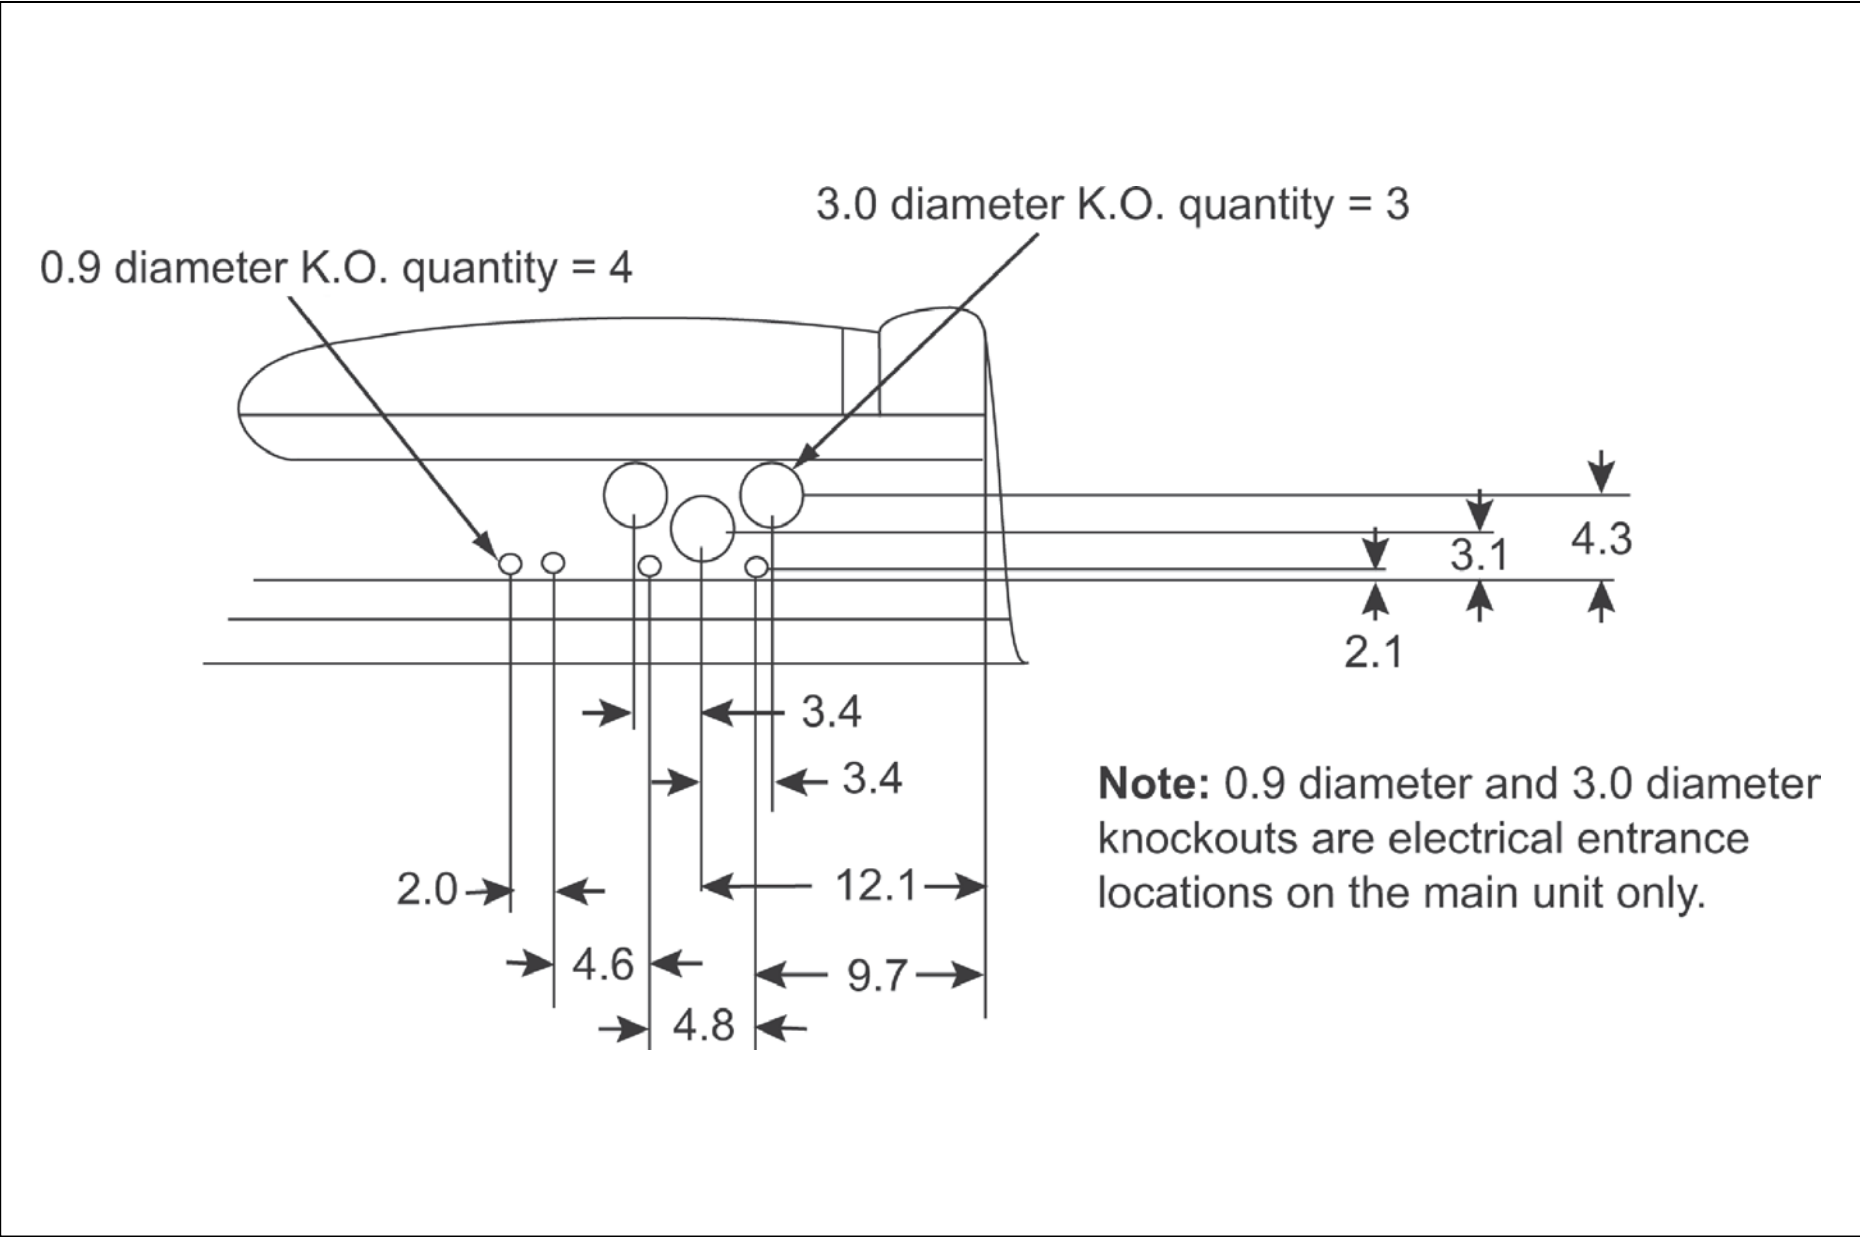 3.0 diameter K.O. quantity = 3
0.9 diameter K.O. quantity = 4
4.3
3.1
2.1
3.4
3.4
Note: 0.9 diameter and 3.0 diameter
knockouts are electrical entrance
locations on the main unit only.
2.0
12.1
4.6
9.7
4.8